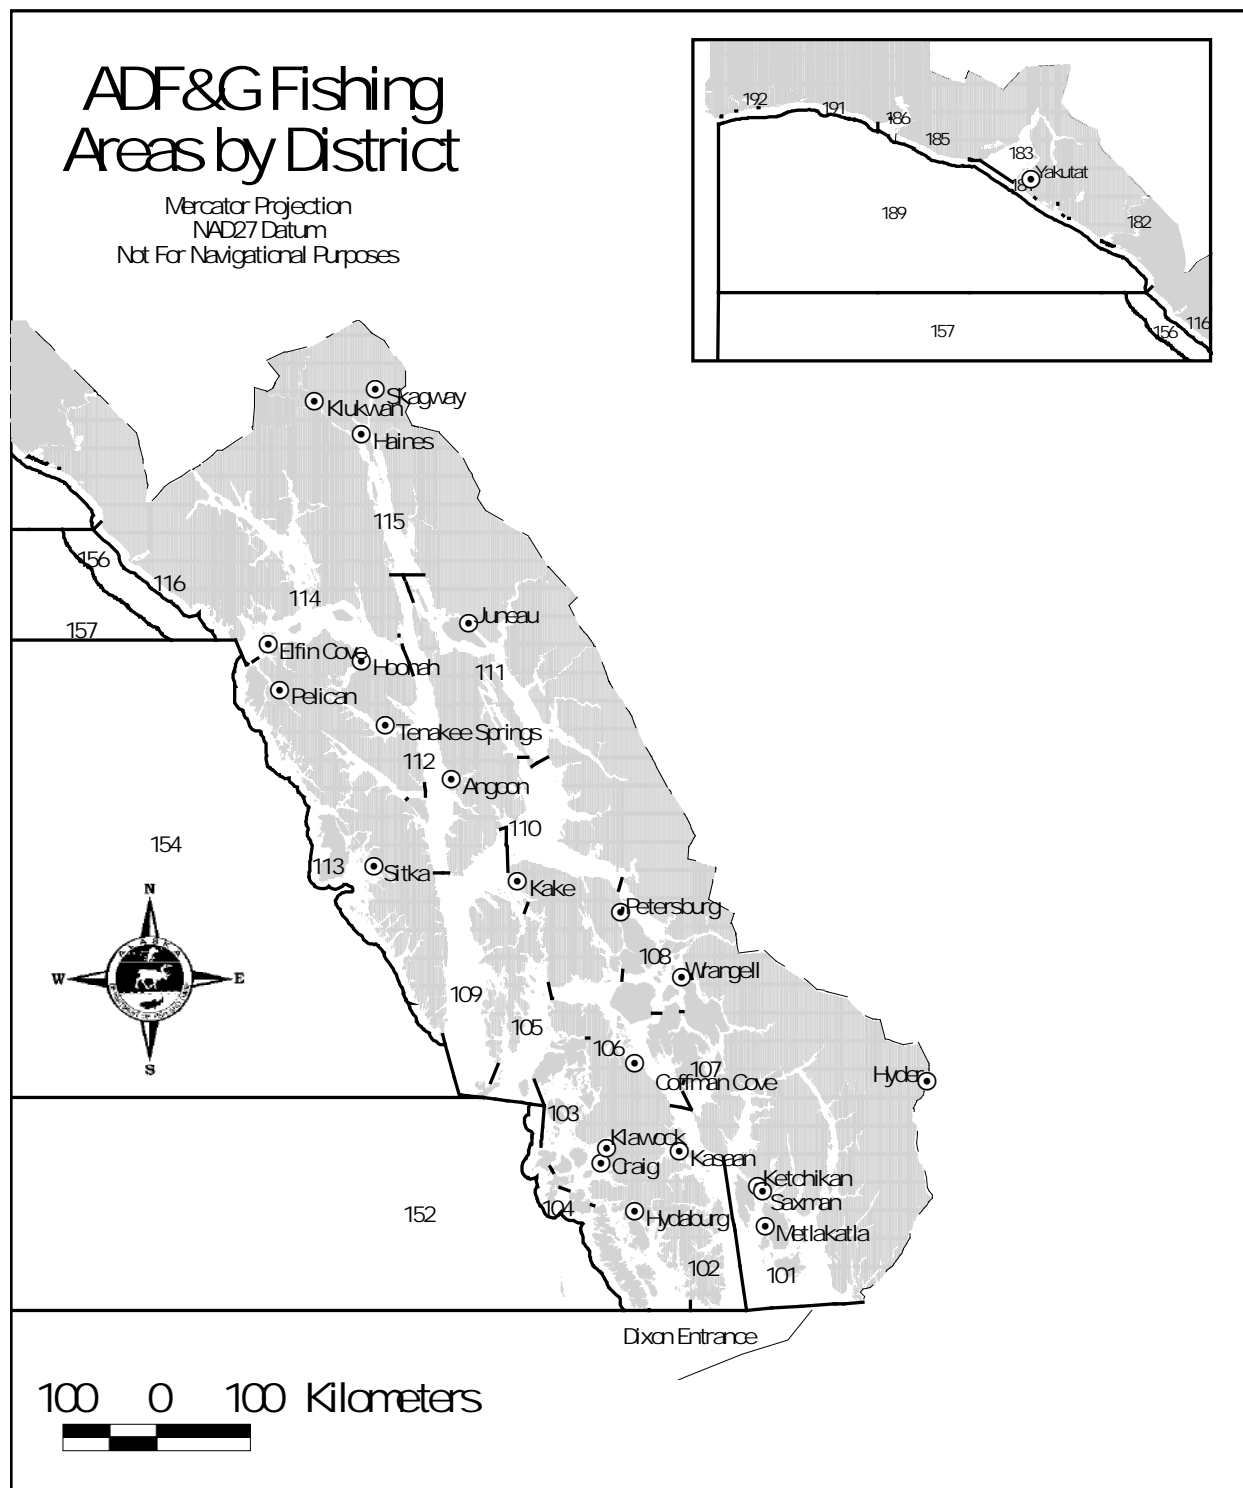 ADF&G Fishing
Areas by District
Mercator Projection
NAD27 Datum
Not For Navigational Purposes
192
191
186
185
183
Yakutat
181
189
182
157
156
116
Skagway
Klukwan
Haines
115
156
116
114
157
Juneau
Elfin Cove
Hoonah
111
Pelican
Tenakee Springs
112
Angoon
110
154
113
Sitka
Kake
Petersburg
N
W
E
S
ALASKA
108
Wrangell
109
105
106
107
Coffman Cove
Hyder
103
Klawock
Craig
Kasaan
Ketchikan
Saxman
104
152
Hydaburg
Metlakatla
102
101
Dixon Entrance
100 0 100 Kilometers